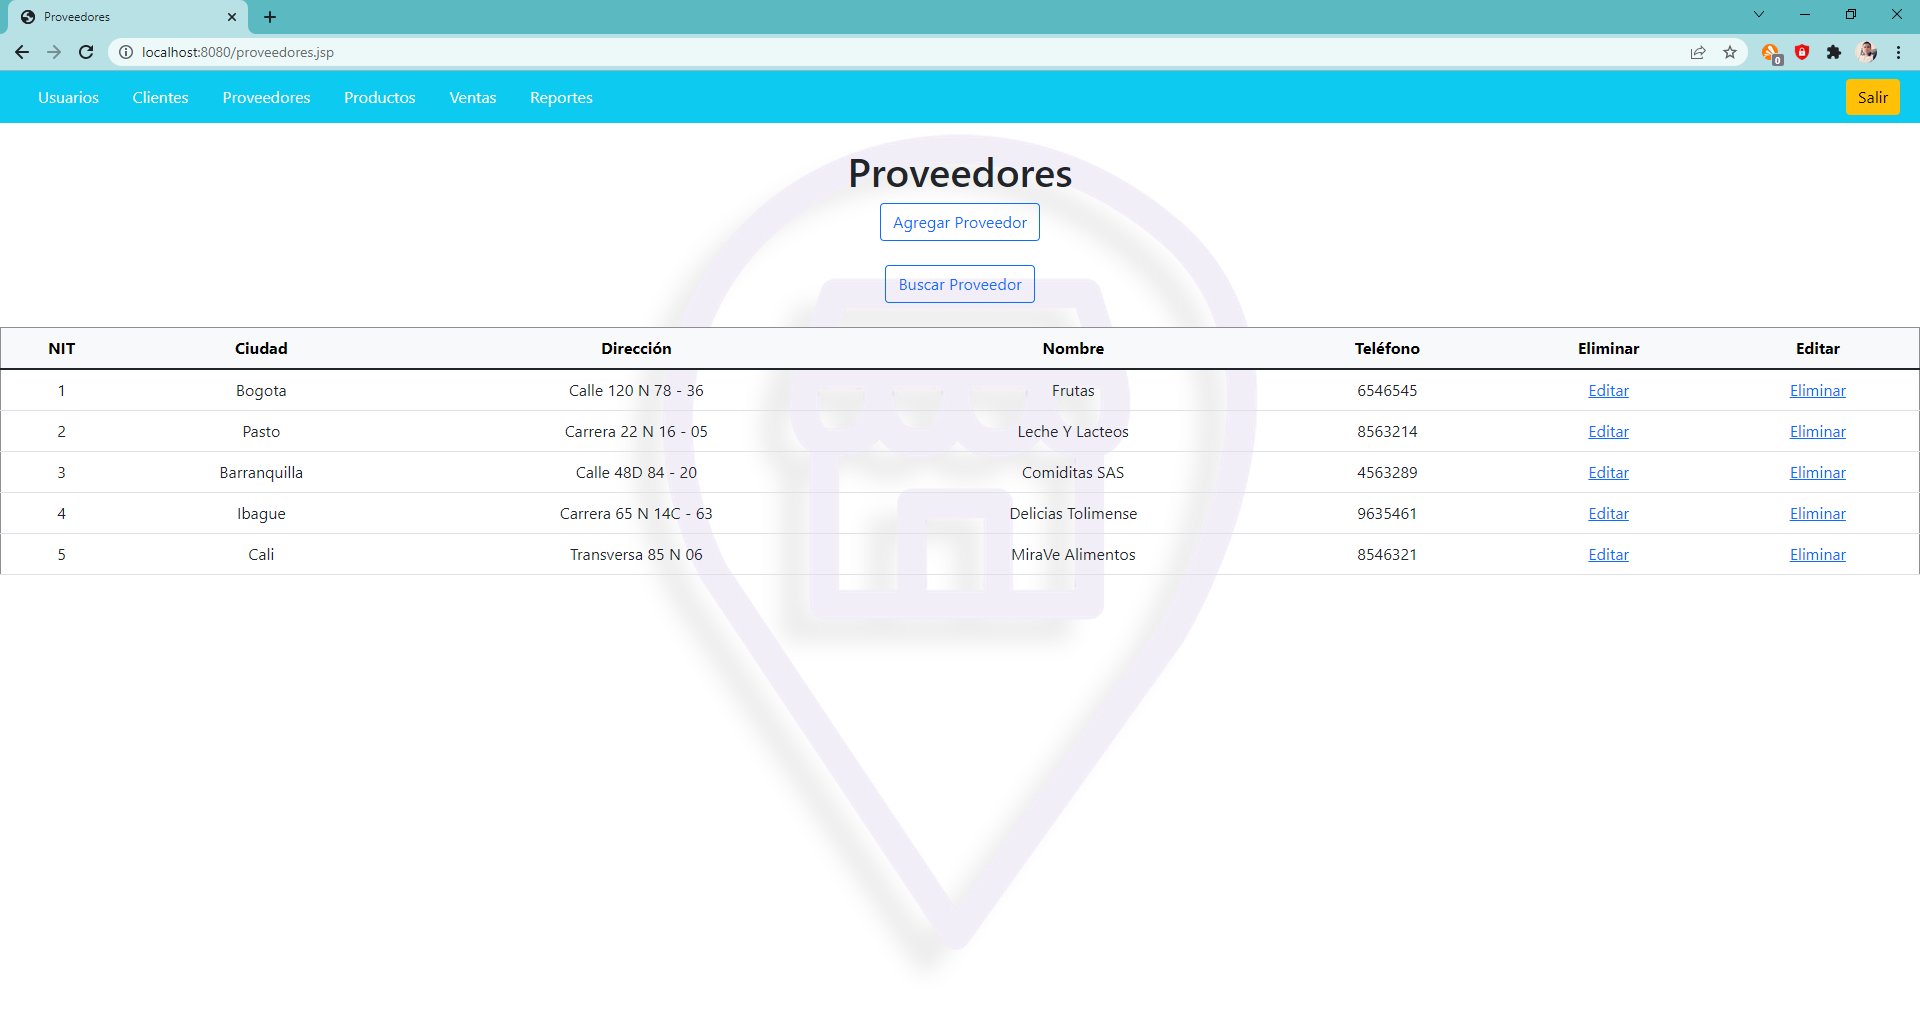 Proveedores
localhost:8080/proveedores.jsp
0
Usuarios Clientes Proveedores Productos Ventas Reportes Salir
Proveedores
Agregar Proveedor
Buscar Proveedor
NIT Ciudad Dirección Nombre Teléfono Eliminar Editar
1 Bogota Calle 120 N 78 - 36 Frutas 6546545 Editar Eliminar
2 Pasto Carrera 22 N 16 - 05 Leche Y Lacteos 8563214 Editar Eliminar
3 Barranquilla Calle 48D 84 - 20 Comiditas SAS 4563289 Editar Eliminar
4 Ibague Carrera 65 N 14C - 63 Delicias Tolimense 9635461 Editar Eliminar
5 Cali Transversa 85 N 06 MiraVe Alimentos 8546321 Editar Eliminar